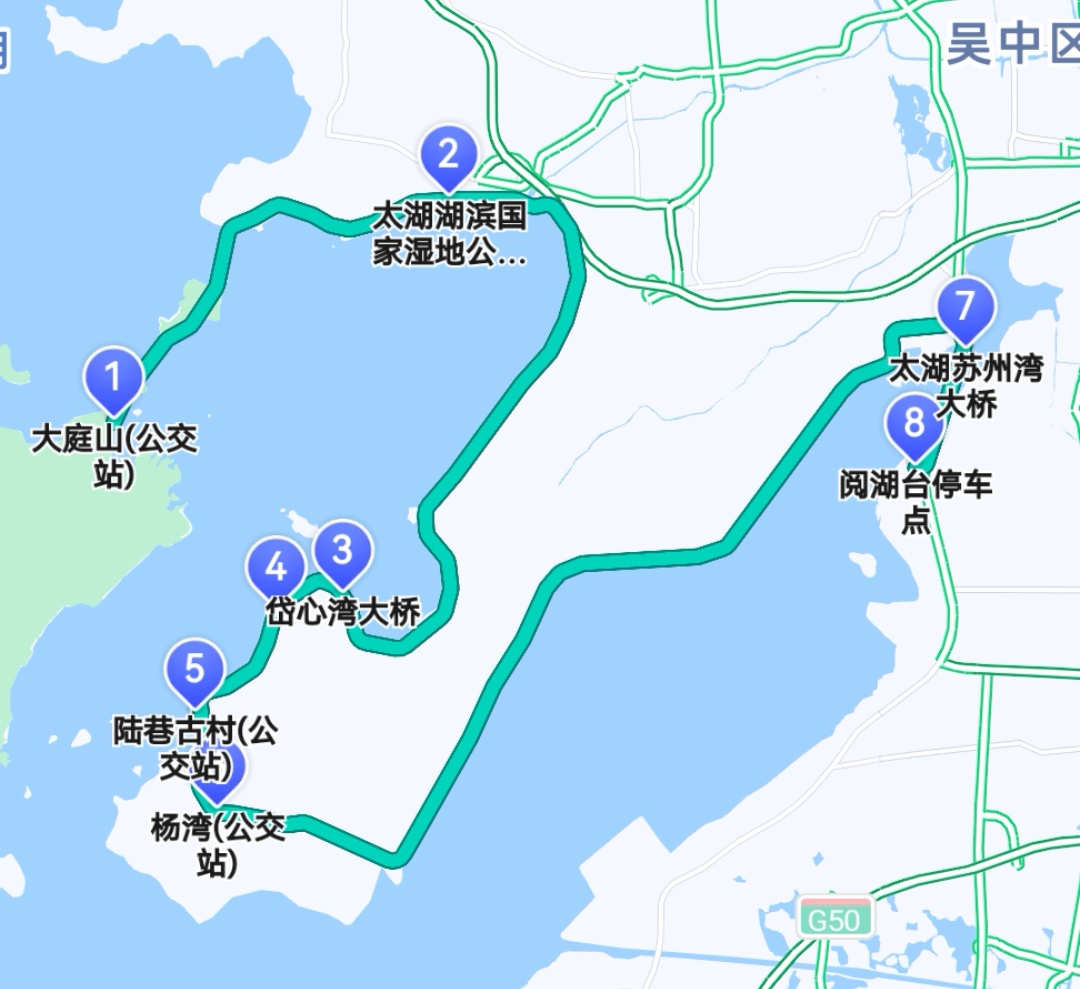 吴中区
2
太湖湖滨国
家湿地公...
7
太湖苏州湾
大桥
1
大庭山(公交
站)
8
阅湖台停车
点
3
4
岱心湾大桥
5
陆巷古村(公
交站)
杨湾(公交
站)
G50